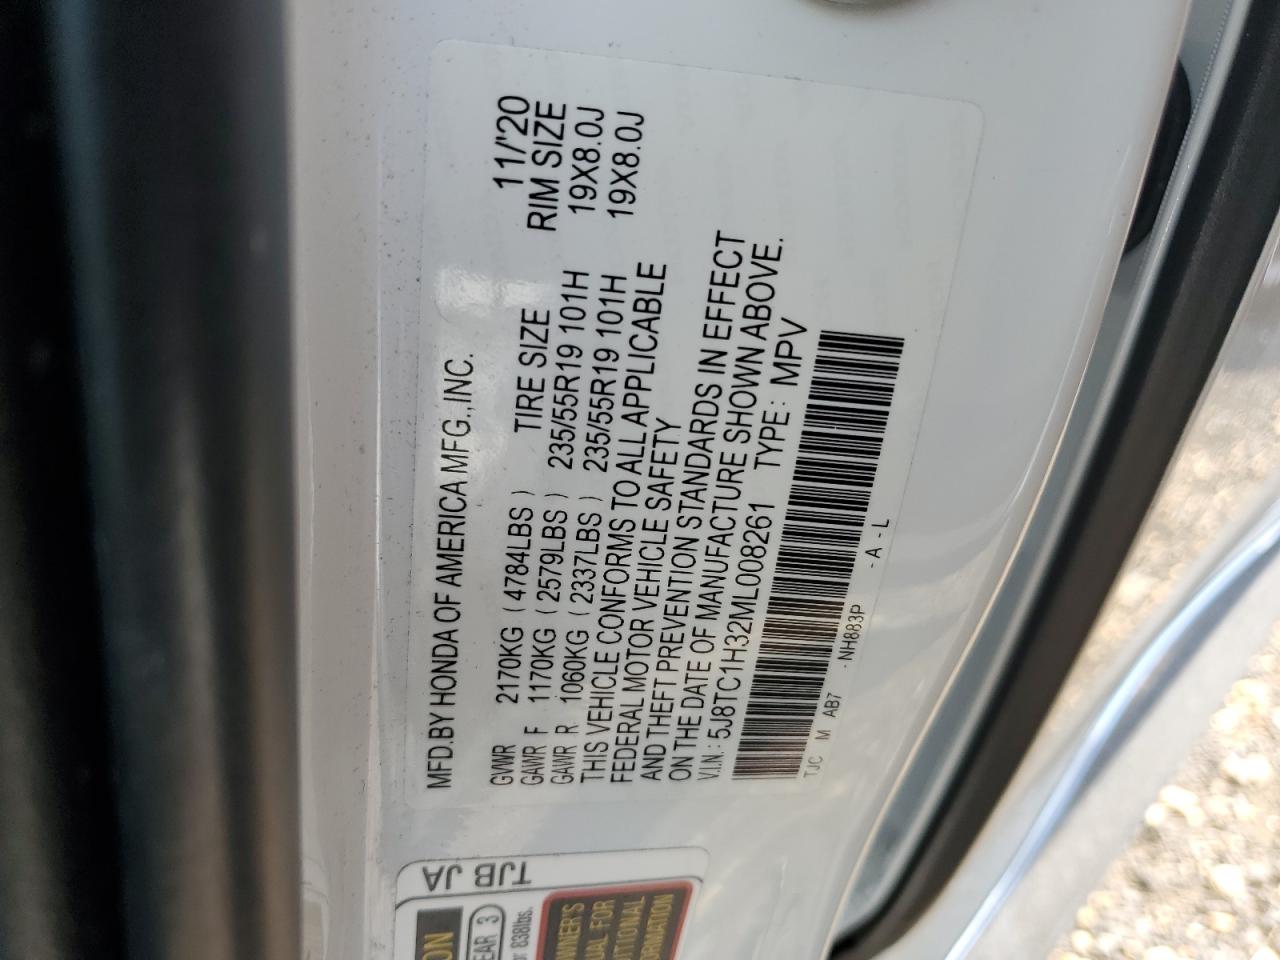 MFD.BY HONDA OF AMERICA MFG.,INC. 11/'20
GVWR 2170KG (4784LBS) TIRE SIZE RIM SIZE
GAWR F 1170KG (2579LBS) 235/55R19 101H 19X8.0J
GAWR R 1060KG (2337LBS) 235/55R19 101H 19X8.0J
THIS VEHICLE CONFORMS TO ALL APPLICABLE
FEDERAL MOTOR VEHICLE SAFETY
AND THEFT PREVENTION STANDARDS IN EFFECT
ON THE DATE OF MANUFACTURE SHOWN ABOVE.
V.I.N.: 5J8TC1H32ML008261 TYPE: MPV
TJC M AB7 - NH883P - A - L
TJB JA
EAR 3
838lbs.